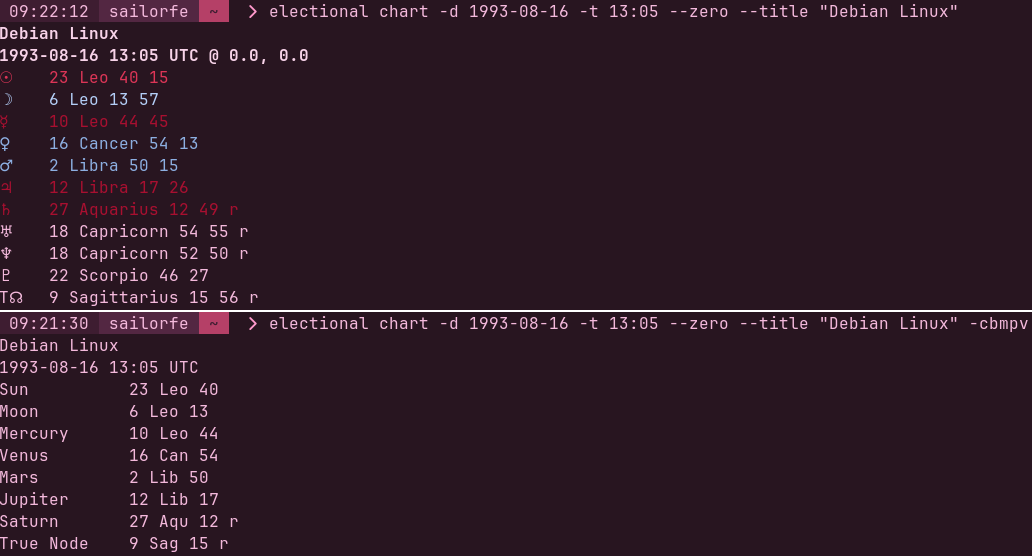 09:22:12 sailorfe ~ > electional chart -d 1993-08-16 -t 13:05 --zero --title "Debian Linux"
Debian Linux
1993-08-16 13:05 UTC @ 0.0, 0.0
☉ 23 Leo 40 15
☽ 6 Leo 13 57
☿ 10 Leo 44 45
♀ 16 Cancer 54 13
♂ 2 Libra 50 15
♃ 12 Libra 17 26
♄ 27 Aquarius 12 49 r
♅ 18 Capricorn 54 55 r
♆ 18 Capricorn 52 50 r
♇ 22 Scorpio 46 27
T☊ 9 Sagittarius 15 56 r
09:21:30 sailorfe ~ > electional chart -d 1993-08-16 -t 13:05 --zero --title "Debian Linux" -cbmpv
Debian Linux
1993-08-16 13:05 UTC
Sun 23 Leo 40
Moon 6 Leo 13
Mercury 10 Leo 44
Venus 16 Can 54
Mars 2 Lib 50
Jupiter 12 Lib 17
Saturn 27 Aqu 12 r
True Node 9 Sag 15 r